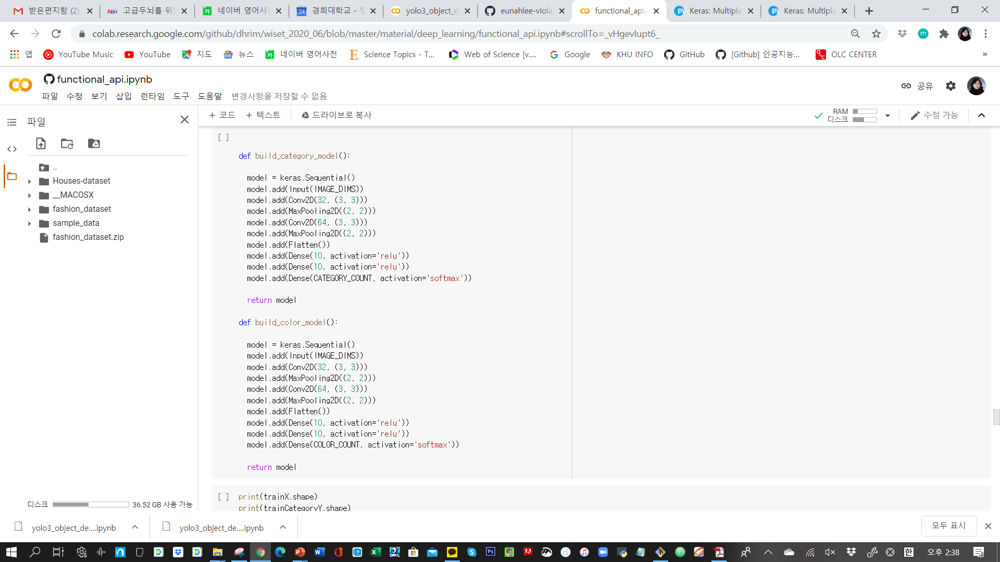 받은편지함 (2)
고급두뇌를 위한
네이버 영어사전
경희대학교 - 캘
yolo3_object_d
eunahlee-viola
functional_api.i
Keras: Multiple
Keras: Multiple
colab.research.google.com/github/dhrim/wiset_2020_06/blob/master/material/deep_learning/functional_api.ipynb#scrollTo=_vHgevIupt6_
앱 YouTube Music YouTube 지도 뉴스 네이버 영어사전 Science Topics - T... Web of Science [v.... Google KHU INFO GitHub [Github] 인공지능... OLC CENTER »
functional_api.ipynb
파일 수정 보기 삽입 런타임 도구 도움말 변경사항을 저장할 수 없음
공유
파일
+ 코드 + 텍스트 드라이브로 복사
RAM
디스크
수정 가능
..
Houses-dataset
__MACOSX
fashion_dataset
sample_data
fashion_dataset.zip
디스크 36.52 GB 사용 가능
[ ]
def build_category_model():
model = keras.Sequential()
model.add(Input(IMAGE_DIMS))
model.add(Conv2D(32, (3, 3)))
model.add(MaxPooling2D((2, 2)))
model.add(Conv2D(64, (3, 3)))
model.add(MaxPooling2D((2, 2)))
model.add(Flatten())
model.add(Dense(10, activation='relu'))
model.add(Dense(10, activation='relu'))
model.add(Dense(CATEGORY_COUNT, activation='softmax'))
return model
def build_color_model():
model = keras.Sequential()
model.add(Input(IMAGE_DIMS))
model.add(Conv2D(32, (3, 3)))
model.add(MaxPooling2D((2, 2)))
model.add(Conv2D(64, (3, 3)))
model.add(MaxPooling2D((2, 2)))
model.add(Flatten())
model.add(Dense(10, activation='relu'))
model.add(Dense(10, activation='relu'))
model.add(Dense(COLOR_COUNT, activation='softmax'))
return model
[ ] print(trainX.shape)
print(trainCategoryY.shape)
yolo3_object_de....ipynb
yolo3_object_de....ipynb
모두 표시
한
오후 2:38